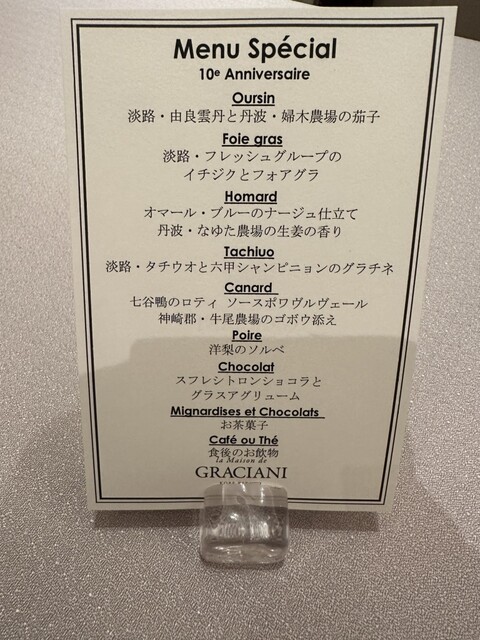 Menu Spécial
10e Anniversaire
Oursin
淡路・由良雲丹と丹波・婦木農場の茄子
Foie gras
淡路・フレッシュグループの
イチジクとフォアグラ
Homard
オマール・ブルーのナージュ仕立て
丹波・なゆた農場の生姜の香り
Tachiuo
淡路・タチウオと六甲シャンピニョンのグラチネ
Canard
七谷鴨のロティ ソースポワヴルヴェール
神崎郡・牛尾農場のゴボウ添え
Poire
洋梨のソルベ
Chocolat
スフレシトロンショコラと
グラスアグリューム
Mignardises et Chocolats
お茶菓子
Café ou Thé
食後のお飲物
la Maison de
GRACIANI